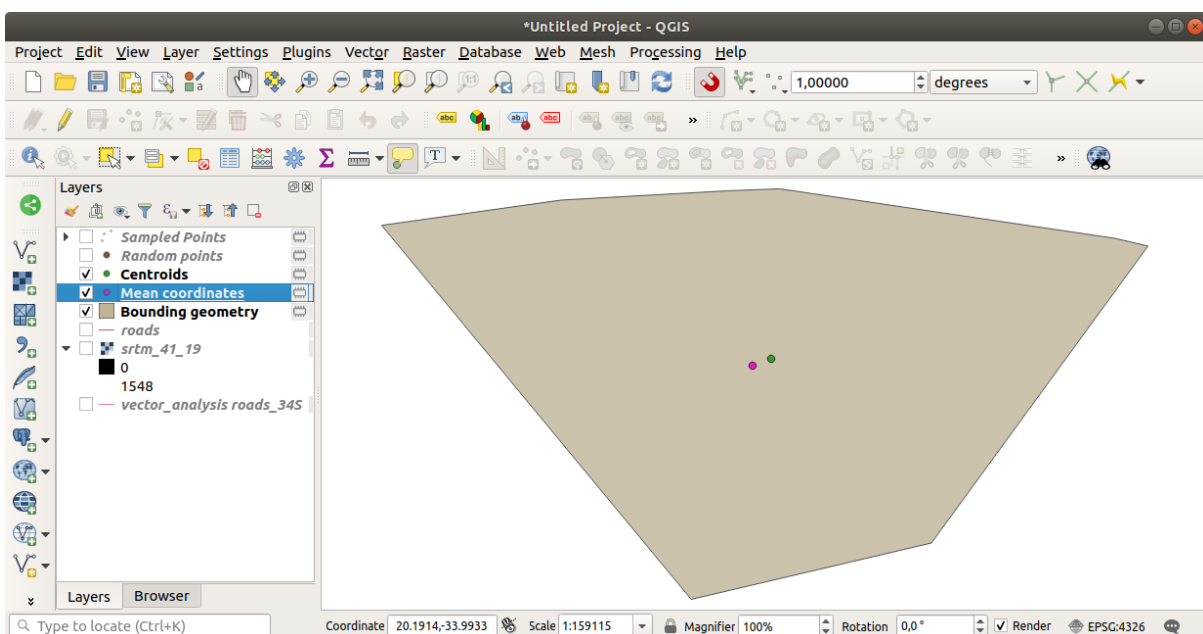 *Untitled Project - QGIS
Project Edit View Layer Settings Plugins Vector Raster Database Web Mesh Processing Help
1,00000 degrees
abc
Layers
Sampled Points
Random points
Centroids
Mean coordinates
Bounding geometry
roads
srtm_41_19
0
1548
vector_analysis roads_34S
Layers Browser
Type to locate (Ctrl+K) Coordinate 20.1914,-33.9933 Scale 1:159115 Magnifier 100% Rotation 0,0° Render EPSG:4326